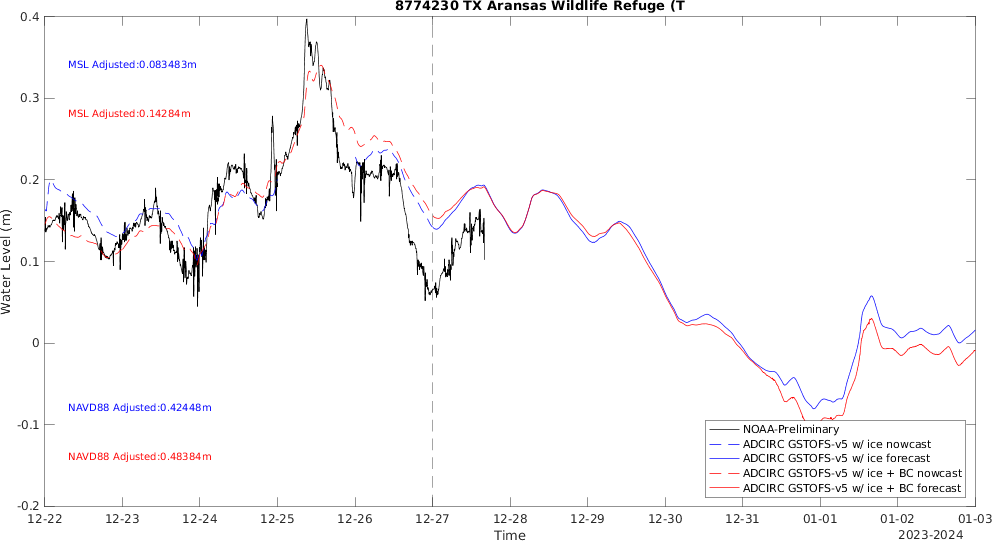 8774230 TX Aransas Wildlife Refuge (T
0.4
0.3
0.2
0.1
0
-0.1
-0.2
Water Level (m)
MSL Adjusted:0.083483m
MSL Adjusted:0.14284m
NAVD88 Adjusted:0.42448m
NAVD88 Adjusted:0.48384m
NOAA-Preliminary
ADCIRC GSTOFS-v5 w/ ice nowcast
ADCIRC GSTOFS-v5 w/ ice forecast
ADCIRC GSTOFS-v5 w/ ice + BC nowcast
ADCIRC GSTOFS-v5 w/ ice + BC forecast
12-22 12-23 12-24 12-25 12-26 12-27 12-28 12-29 12-30 12-31 01-01 01-02 01-03
Time
2023-2024